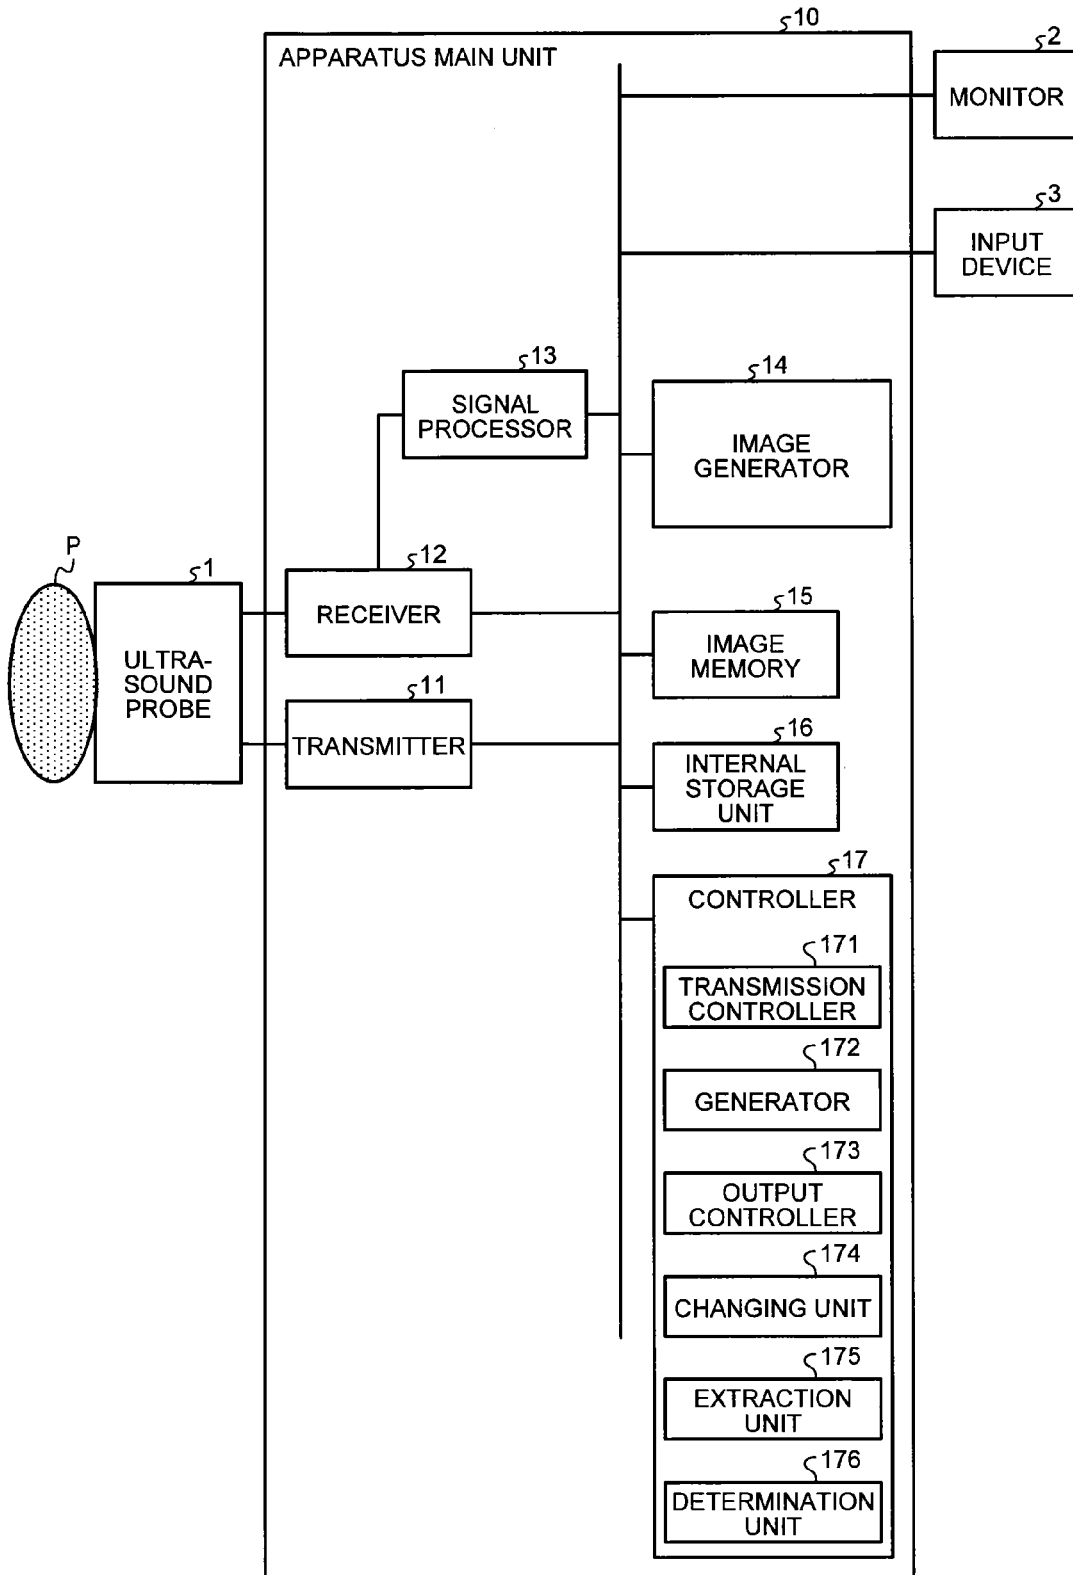 10
APPARATUS MAIN UNIT
2
MONITOR
3
INPUT
DEVICE
13
SIGNAL
PROCESSOR
14
IMAGE
GENERATOR
P
1
ULTRA-
SOUND
PROBE
12
RECEIVER
15
IMAGE
MEMORY
11
TRANSMITTER
16
INTERNAL
STORAGE
UNIT
17
CONTROLLER
171
TRANSMISSION
CONTROLLER
172
GENERATOR
173
OUTPUT
CONTROLLER
174
CHANGING UNIT
175
EXTRACTION
UNIT
176
DETERMINATION
UNIT